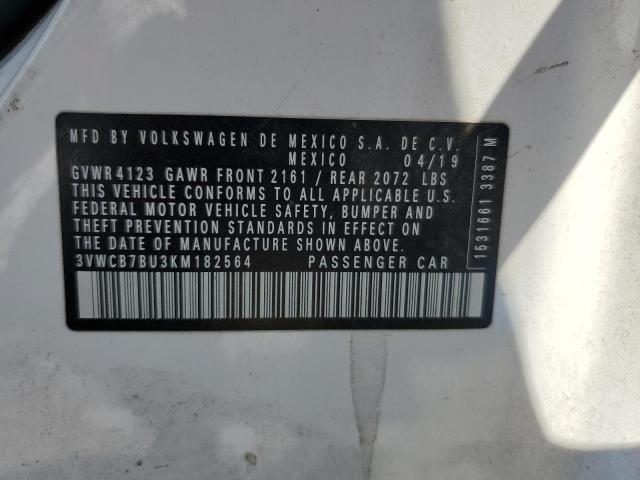 MFD BY VOLKSWAGEN DE MEXICO S.A. DE C.V.
MEXICO 04/19
GVWR 4123 GAWR FRONT 2161 / REAR 2072 LBS
THIS VEHICLE CONFORMS TO ALL APPLICABLE U.S.
FEDERAL MOTOR VEHICLE SAFETY, BUMPER AND
THEFT PREVENTION STANDARDS IN EFFECT ON
THE DATE OF MANUFACTURE SHOWN ABOVE.
3VWCB7BU3KM182564 PASSENGER CAR
1531661 3387 M